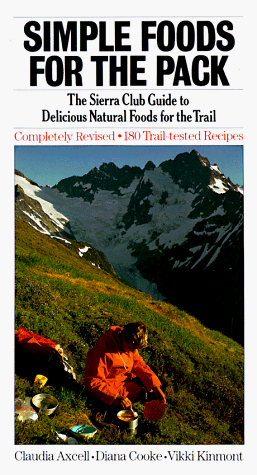 SIMPLE FOODS
FOR THE PACK
The Sierra Club Guide to
Delicious Natural Foods for the Trail
Completely Revised • 180 Trail-tested Recipes
Claudia Axcell • Diana Cooke • Vikki Kinmont